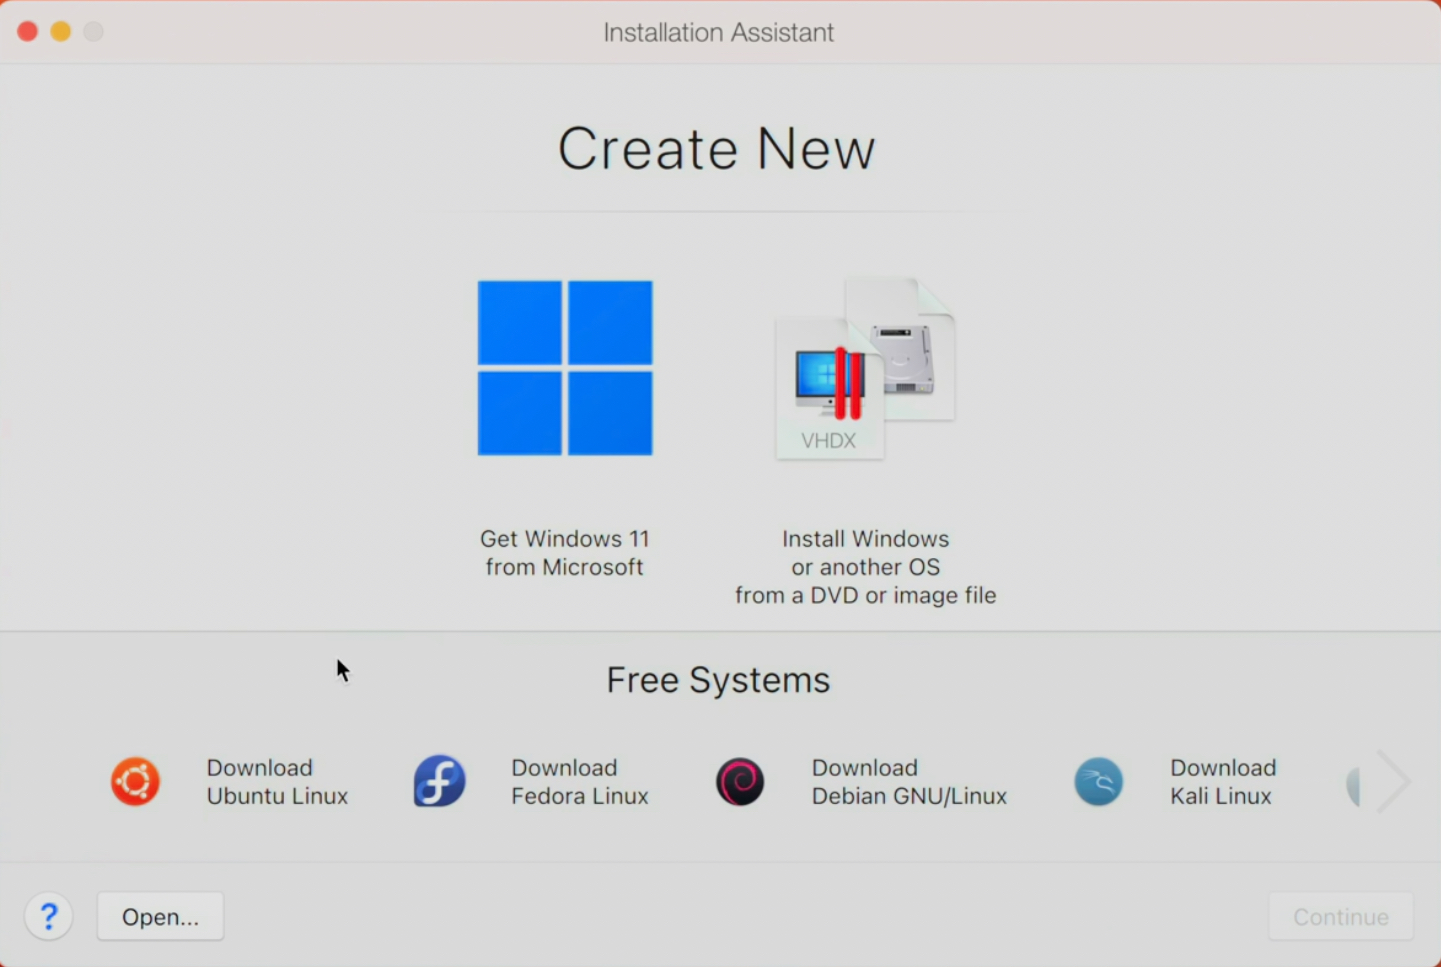 Installation Assistant
Create New
VHDX
Get Windows 11
from Microsoft
Install Windows
or another OS
from a DVD or image file
Free Systems
Download
Ubuntu Linux
Download
Fedora Linux
Download
Debian GNU/Linux
Download
Kali Linux
?
Open...
Continue